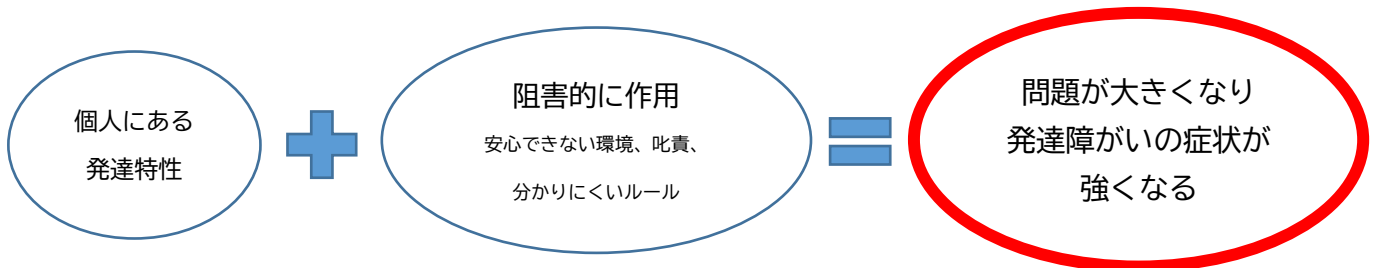 個人にある
発達特性
阻害的に作用
安心できない環境、叱責、
分かりにくいルール
問題が大きくなり
発達障がいの症状が
強くなる